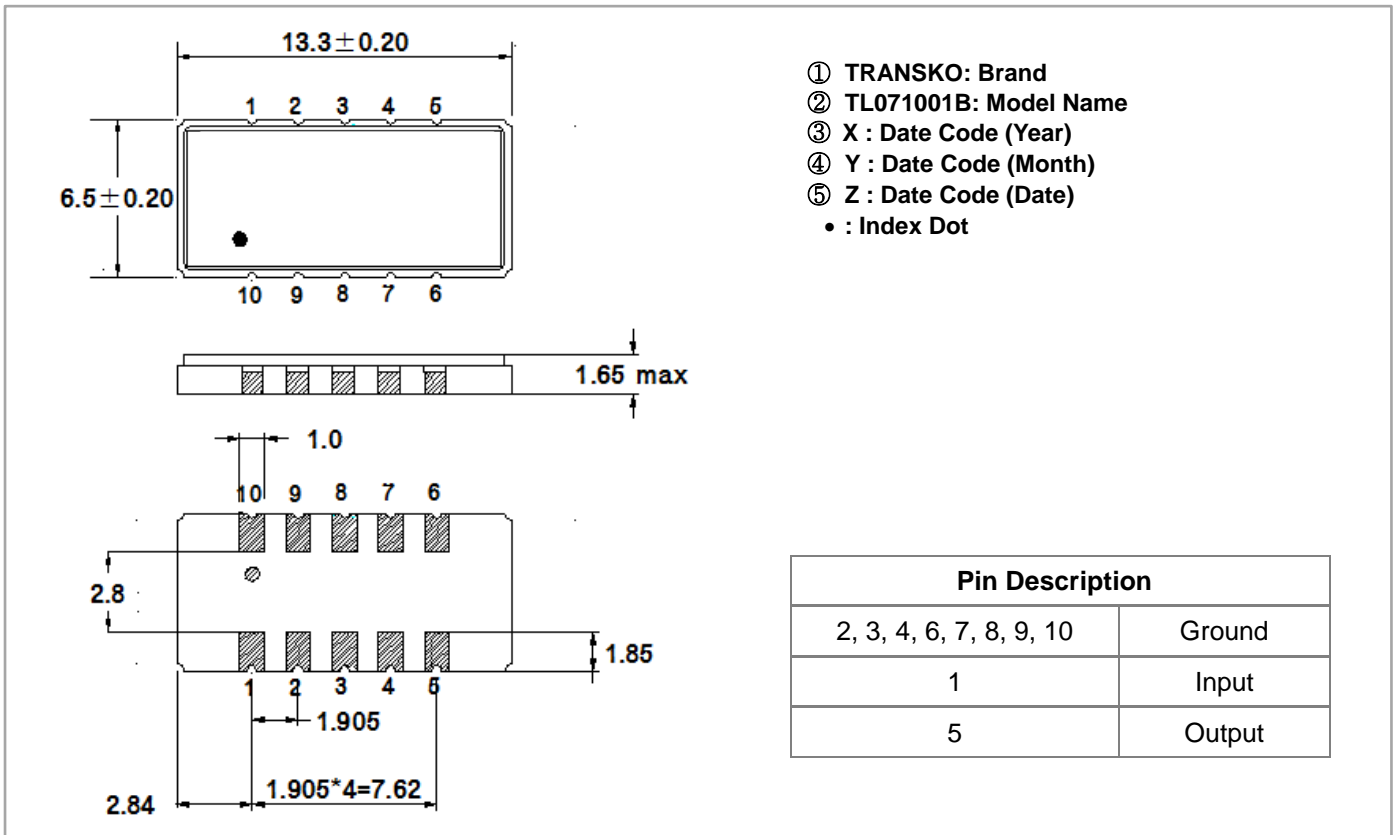 13.3±0.20
1 2 3 4 5
6.5±0.20
10 9 8 7 6
1.65 max
1.0
10 9 8 7 6
2.8
1.85
1 2 3 4 5
1.905
1.905*4=7.62
2.84
① TRANSKO: Brand
② TL071001B: Model Name
③ X : Date Code (Year)
④ Y : Date Code (Month)
⑤ Z : Date Code (Date)
• : Index Dot
Pin Description
2, 3, 4, 6, 7, 8, 9, 10 Ground
1 Input
5 Output